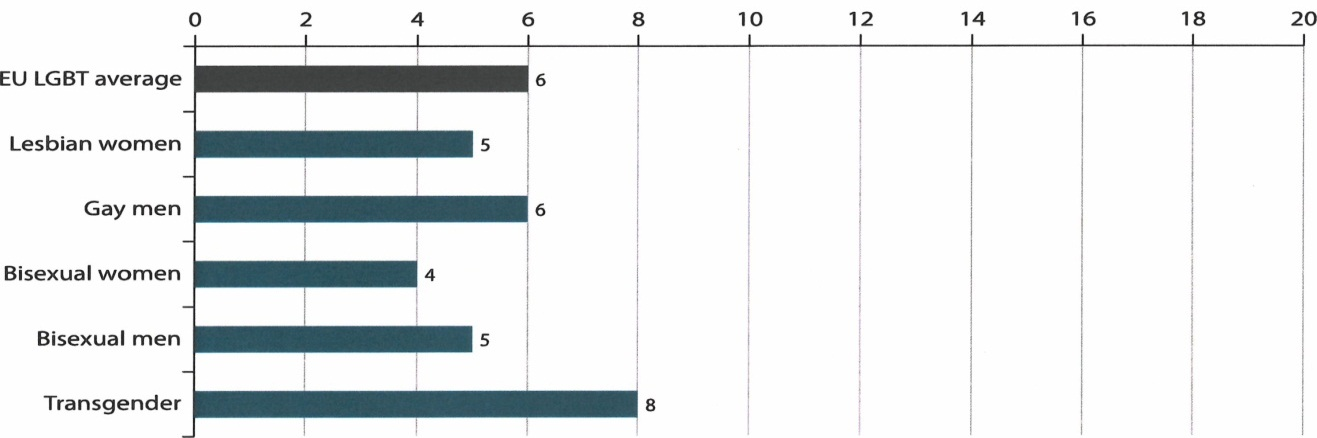 0 2 4 6 8 10 12 14 16 18 20
EU LGBT average 6
Lesbian women 5
Gay men 6
Bisexual women 4
Bisexual men 5
Transgender 8